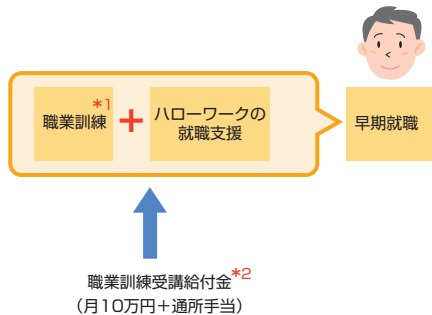 職業訓練*1
+
ハローワークの
就職支援
早期就職
職業訓練受講給付金*2
(月10万円+通所手当)